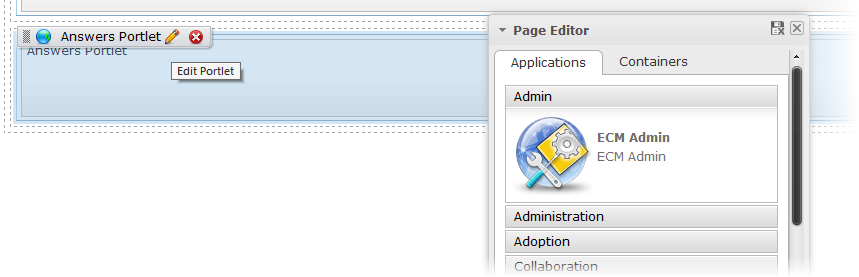 Answers Portlet
Answers Portlet
Edit Portlet
Page Editor
Applications Containers
Admin
ECM Admin
ECM Admin
Administration
Adoption
Collaboration